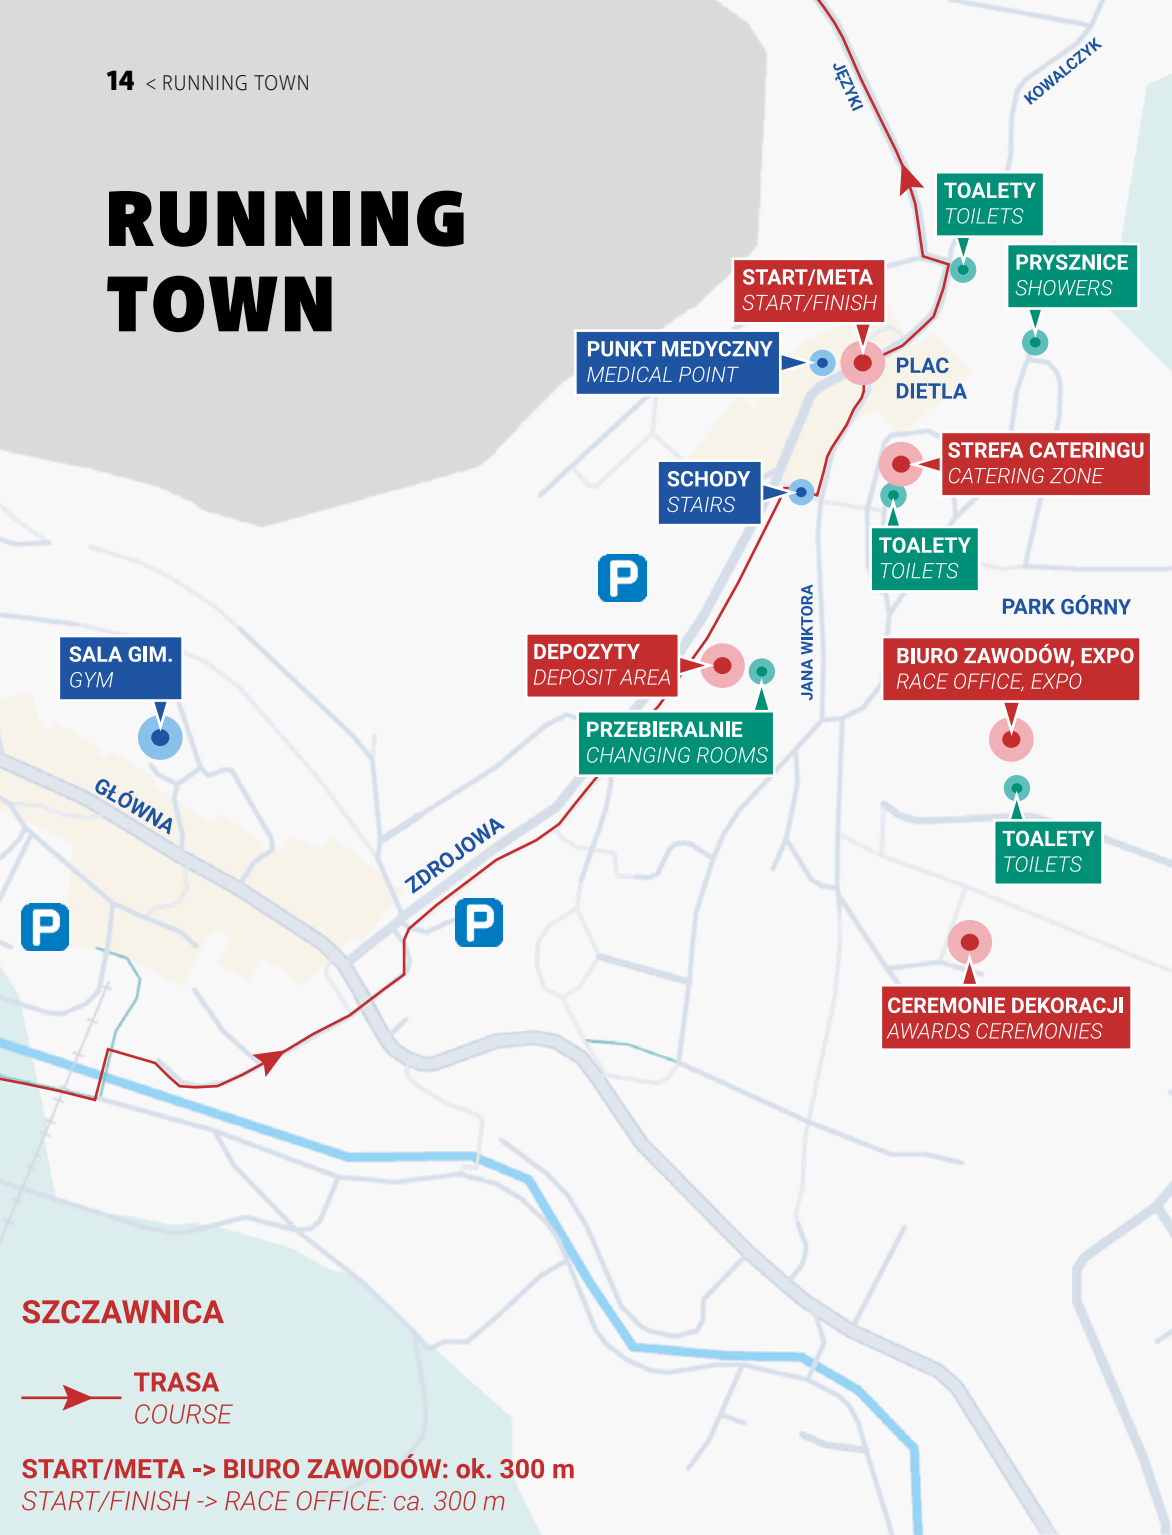 14 < RUNNING TOWN
RUNNING
TOWN
JĘZYKI
KOWALCZYK
TOALETY
TOILETS
PRYSZNICE
SHOWERS
START/META
START/FINISH
PUNKT MEDYCZNY
MEDICAL POINT
PLAC
DIETLA
STREFA CATERINGU
CATERING ZONE
SCHODY
STAIRS
TOALETY
TOILETS
P
JANA WIKTORA
PARK GÓRNY
SALA GIM.
GYM
DEPOZYTY
DEPOSIT AREA
BIURO ZAWODÓW, EXPO
RACE OFFICE, EXPO
PRZEBIERALNIE
CHANGING ROOMS
GŁÓWNA
ZDROJOWA
TOALETY
TOILETS
P
P
CEREMONIE DEKORACJI
AWARDS CEREMONIES
SZCZAWNICA
TRASA
COURSE
START/META -> BIURO ZAWODÓW: ok. 300 m
START/FINISH -> RACE OFFICE: ca. 300 m